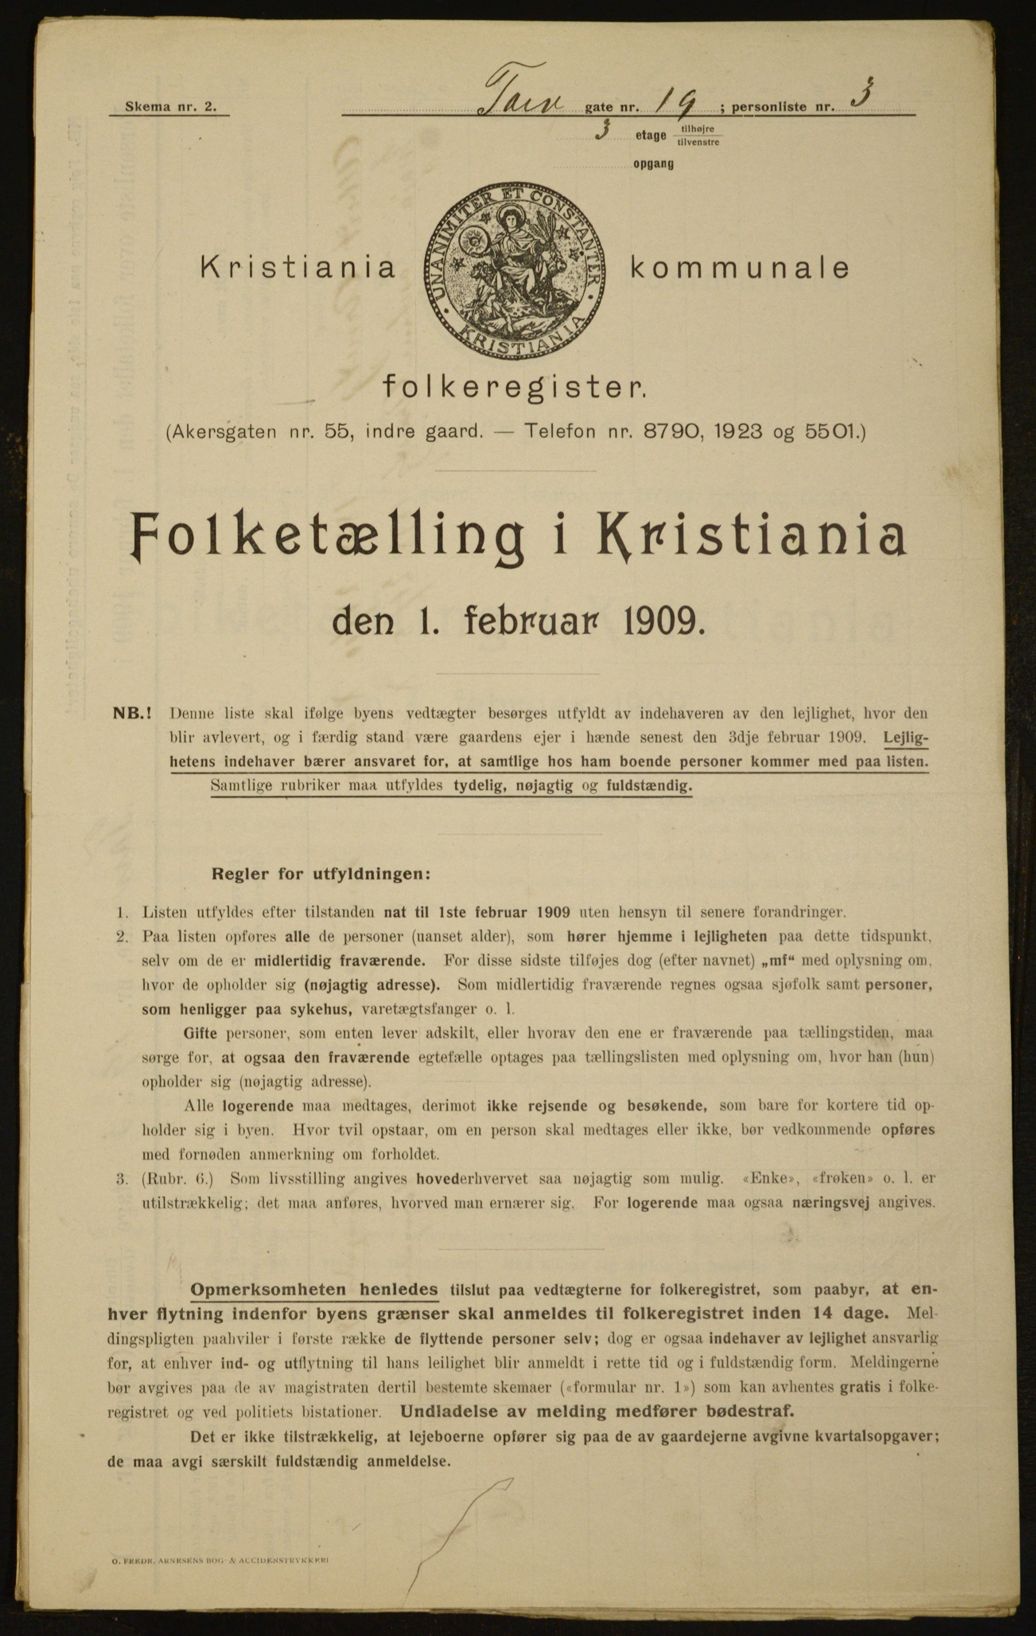 Skema nr. 2.
Torv gate nr. 19 ; personliste nr. 3
3 etage tilhøjre
tilvenstre
opgang
UNANIMITER ET CONSTANTER
KRISTIANIA
Kristiania kommunale
folkeregister.
(Akersgaten nr. 55, indre gaard. — Telefon nr. 8790, 1923 og 5501.)
Folketælling i Kristiania
den 1. februar 1909.
NB.! Denne liste skal ifølge byens vedtægter besørges utfyldt av indehaveren av den lejlighet, hvor den
blir avlevert, og i færdig stand være gaardens ejer i hænde senest den 3dje februar 1909. Lejlig-
hetens indehaver bærer ansvaret for, at samtlige hos ham boende personer kommer med paa listen.
Samtlige rubriker maa utfyldes tydelig, nøjagtig og fuldstændig.
Regler for utfyldningen:
1. Listen utfyldes efter tilstanden nat til 1ste februar 1909 uten hensyn til senere forandringer.
2. Paa listen opføres alle de personer (uanset alder), som hører hjemme i lejligheten paa dette tidspunkt,
selv om de er midlertidig fraværende. For disse sidste tilføjes dog (efter navnet) „mf“ med oplysning om,
hvor de opholder sig (nøjagtig adresse). Som midlertidig fraværende regnes ogsaa sjøfolk samt personer,
som henligger paa sykehus, varetægtsfanger o. l.
Gifte personer, som enten lever adskilt, eller hvorav den ene er fraværende paa tællingstiden, maa
sørge for, at ogsaa den fraværende egtefælle optages paa tællingslisten med oplysning om, hvor han (hun)
opholder sig (nøjagtig adresse).
Alle logerende maa medtages, derimot ikke rejsende og besøkende, som bare for kortere tid op-
holder sig i byen. Hvor tvil opstaar, om en person skal medtages eller ikke, bør vedkommende opføres
med fornøden anmerkning om forholdet.
3. (Rubr. 6.) Som livsstilling angives hovederhvervet saa nøjagtig som mulig. «Enke», «frøken» o. l. er
utilstrækkelig; det maa anføres, hvorved man ernærer sig. For logerende maa ogsaa næringsvej angives.
Opmerksomheten henledes tilslut paa vedtægterne for folkeregistret, som paabyr, at en-
hver flytning indenfor byens grænser skal anmeldes til folkeregistret inden 14 dage. Mel-
dingspligten paahviler i første række de flyttende personer selv; dog er ogsaa indehaver av lejlighet ansvarlig
for, at enhver ind- og utflytning til hans leilighet blir anmeldt i rette tid og i fuldstændig form. Meldingerne
bør avgives paa de av magistraten dertil bestemte skemaer («formular nr. 1») som kan avhentes gratis i folke-
registret og ved politiets bistationer. Undladelse av melding medfører bødestraf.
Det er ikke tilstrækkelig, at lejeboerne opfører sig paa de av gaardejerne avgivne kvartalsopgaver;
de maa avgi særskilt fuldstændig anmeldelse.
O. FREDR. ARNESENS BOG- & ACCIDENSTRYKKERI